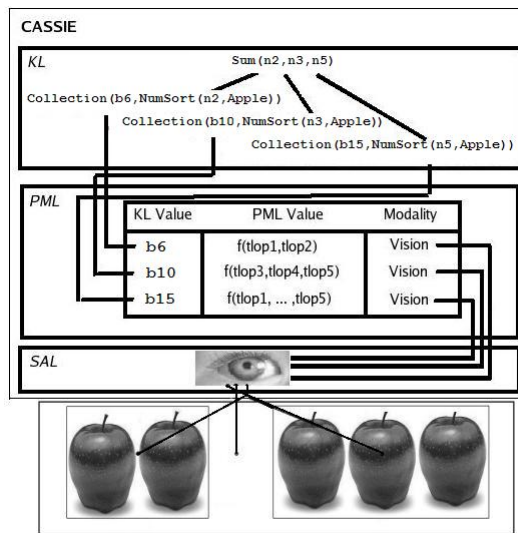 CASSIE
KL
Sum(n2,n3,n5)
Collection(b6,NumSort(n2,Apple))
Collection(b10,NumSort(n3,Apple))
Collection(b15,NumSort(n5,Apple))
PML
KL Value PML Value Modality
b6 f(tlop1,tlop2) Vision
b10 f(tlop3,tlop4,tlop5) Vision
b15 f(tlop1, ... ,tlop5) Vision
SAL